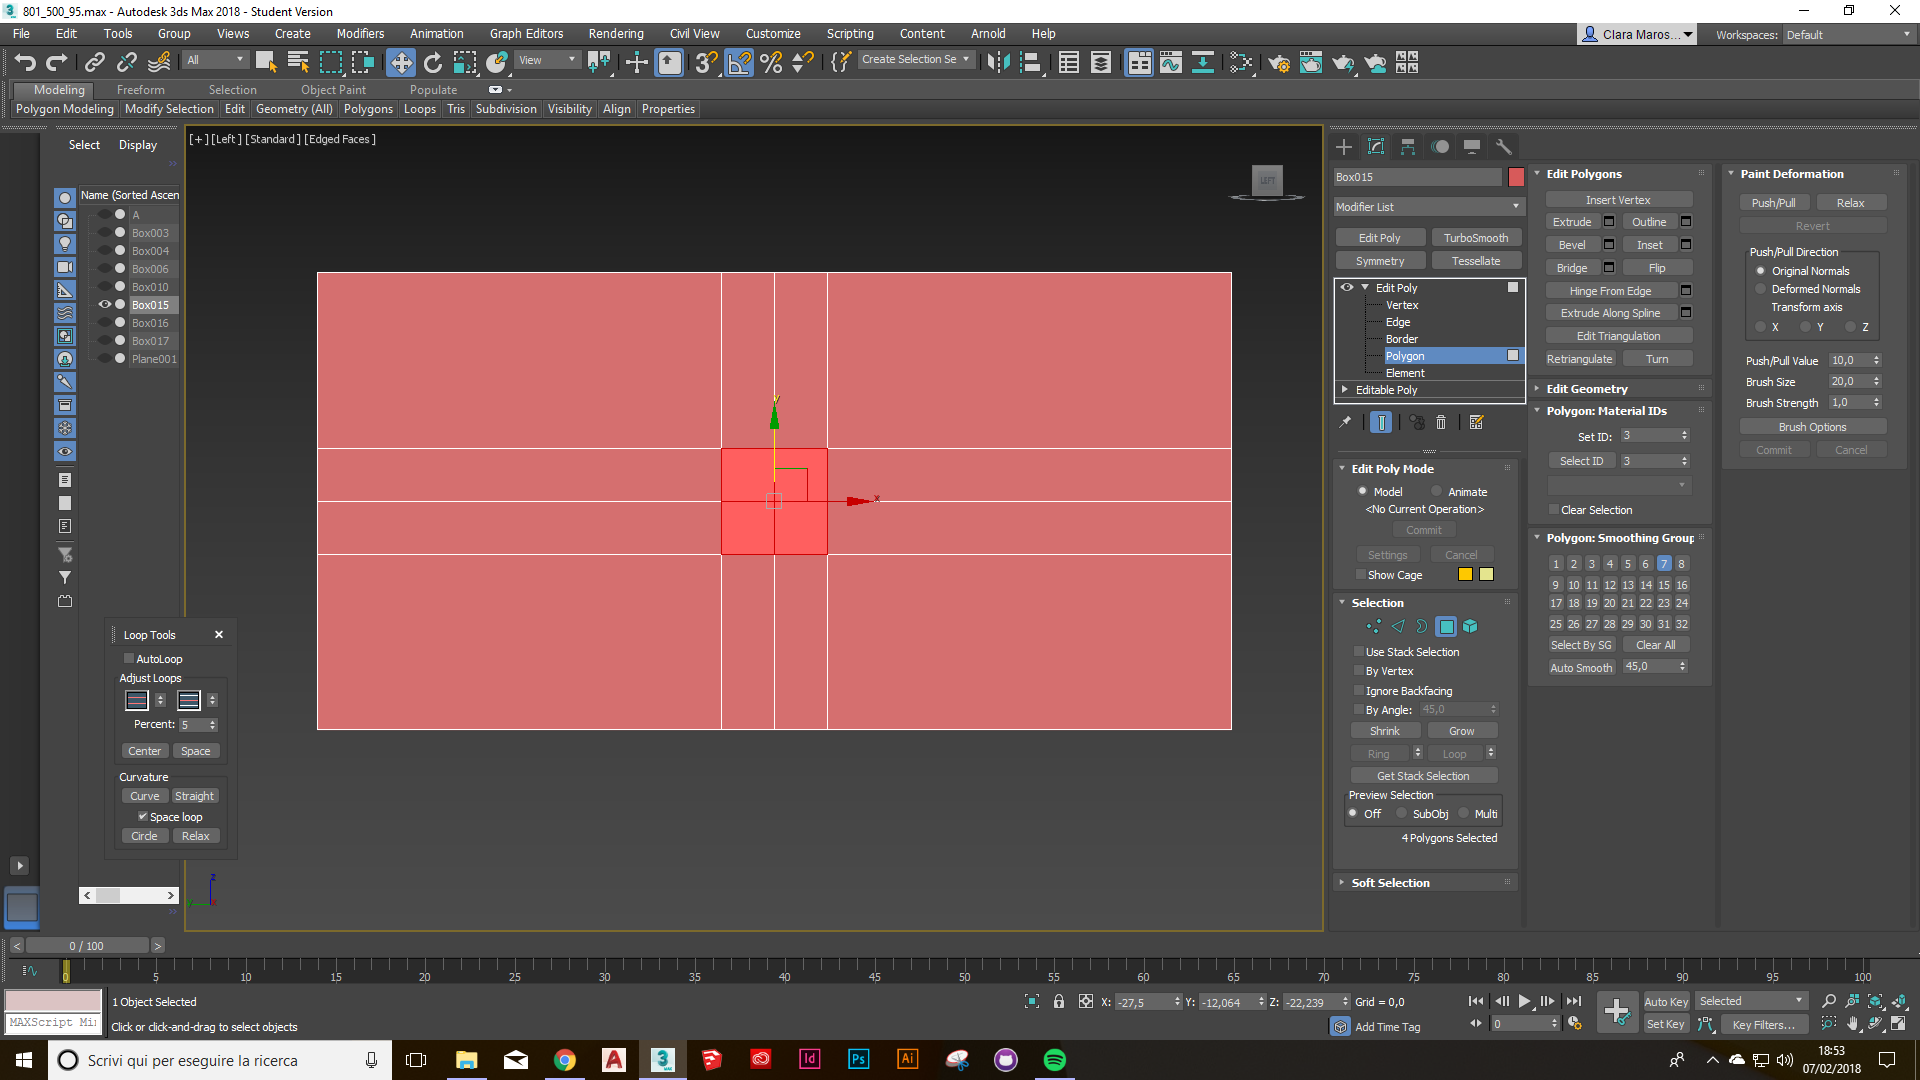 801_500_95.max - Autodesk 3ds Max 2018 - Student Version
File Edit Tools Group Views Create Modifiers Animation Graph Editors Rendering Civil View Customize Scripting Content Arnold Help
Clara Maros... Workspaces: Default
All View Create Selection Se
Modeling Freeform Selection Object Paint Populate
Polygon Modeling Modify Selection Edit Geometry (All) Polygons Loops Tris Subdivision Visibility Align Properties
Select Display
Name (Sorted Ascen
A
Box003
Box004
Box006
Box010
Box015
Box016
Box017
Plane001
Loop Tools
AutoLoop
Adjust Loops
Percent: 5
Center Space
Curvature
Curve Straight
Space loop
Circle Relax
[+] [Left] [Standard] [Edged Faces]
LEFT
y
x
z
Box015
Modifier List
Edit Poly TurboSmooth
Symmetry Tessellate
Edit Poly
Vertex
Edge
Border
Polygon
Element
Editable Poly
Edit Poly Mode
Model Animate
<No Current Operation>
Commit
Settings Cancel
Show Cage
Selection
Use Stack Selection
By Vertex
Ignore Backfacing
By Angle: 45,0
Shrink Grow
Ring Loop
Get Stack Selection
Preview Selection
Off SubObj Multi
4 Polygons Selected
Soft Selection
Edit Polygons
Insert Vertex
Extrude Outline
Bevel Inset
Bridge Flip
Hinge From Edge
Extrude Along Spline
Edit Triangulation
Retriangulate Turn
Edit Geometry
Polygon: Material IDs
Set ID: 3
Select ID 3
Clear Selection
Polygon: Smoothing Group
1 2 3 4 5 6 7 8
9 10 11 12 13 14 15 16
17 18 19 20 21 22 23 24
25 26 27 28 29 30 31 32
Select By SG Clear All
Auto Smooth 45,0
Paint Deformation
Push/Pull Relax
Revert
Push/Pull Direction
Original Normals
Deformed Normals
Transform axis
X Y Z
Push/Pull Value 10,0
Brush Size 20,0
Brush Strength 1,0
Brush Options
Commit Cancel
0 / 100
0 5 10 15 20 25 30 35 40 45 50 55 60 65 70 75 80 85 90 95 100
1 Object Selected
X: -27,5 Y: -12,064 Z: -22,239 Grid = 0,0
Auto Key Selected
MAXScript Mi
Click or click-and-drag to select objects
Add Time Tag
0
Set Key Key Filters...
Scrivi qui per eseguire la ricerca
18:53
07/02/2018